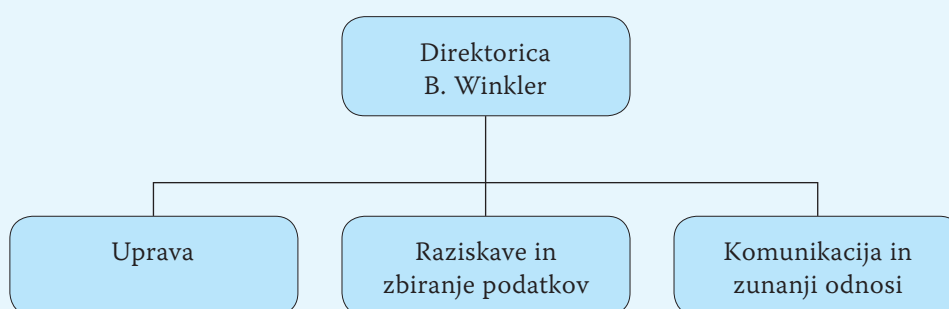 Direktorica
B. Winkler
Uprava
Raziskave in
zbiranje podatkov
Komunikacija in
zunanji odnosi